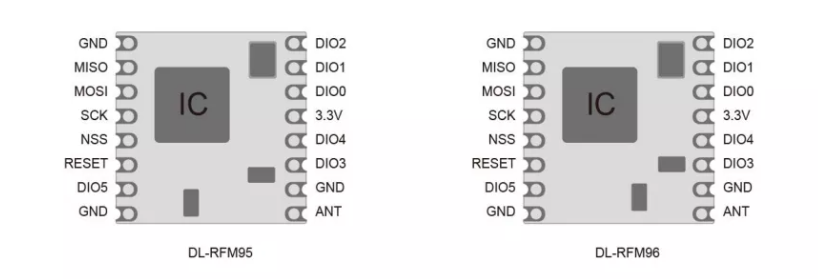 GND DIO2 GND DIO2
MISO DIO1 MISO DIO1
MOSI DIO0 MOSI DIO0
SCK IC 3.3V SCK IC 3.3V
NSS DIO4 NSS DIO4
RESET DIO3 RESET DIO3
DIO5 GND DIO5 GND
GND ANT GND ANT
DL-RFM95 DL-RFM96